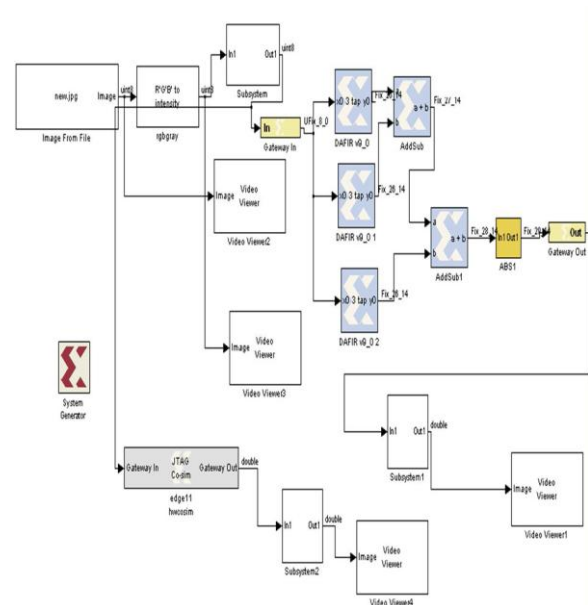 new.jpg
Image
uint8
Image From File
R'G'B' to
intensity
uint8
rgbgray
In1
Out1
uint8
Subsystem
In
UFix_8_0
Gateway In
x0 3 tap y0
DAFIR v9_0
a
b
a + b
Fix_27_14
AddSub
x0 3 tap y0
Fix_26_14
DAFIR v9_0 1
x0 3 tap y0
Fix_26_14
DAFIR v9_0 2
a
b
a + b
Fix_28_14
AddSub1
In1 Out1
ABS1
Out
Gateway Out
Image
Video
Viewer
Video Viewer2
Image
Video
Viewer
Video Viewer3
System
Generator
Gateway In
JTAG
Co-sim
Gateway Out
double
edge11
hwcosim
In1
Out1
double
Subsystem2
Image
Video
Viewer
Video Viewer4
In1
Out1
double
Subsystem1
Image
Video
Viewer
Video Viewer1